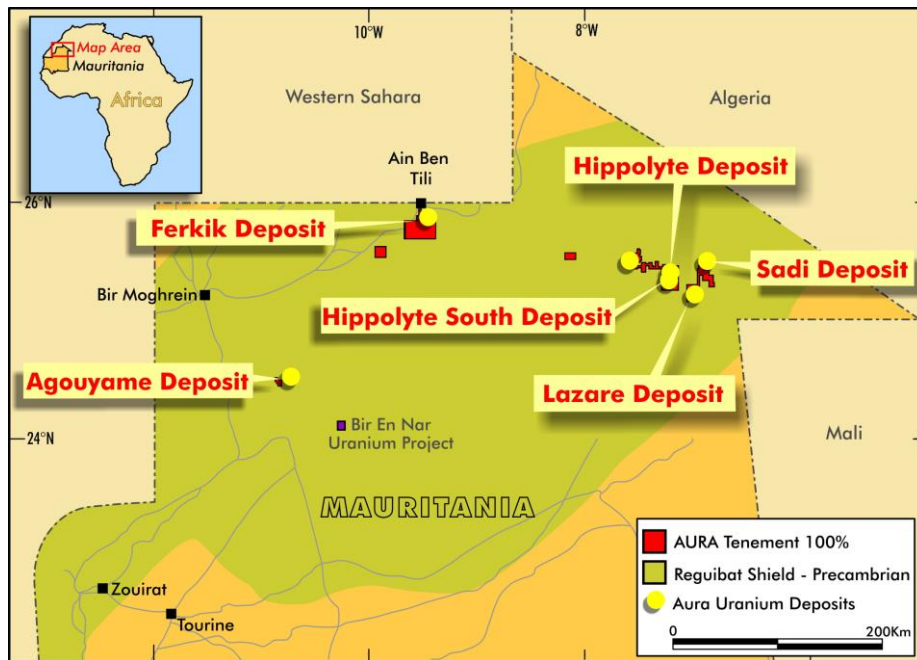 10°W
8°W
Map Area
Mauritania
Africa
Western Sahara
Algeria
Ain Ben
Tili
Hippolyte Deposit
26°N
Ferkik Deposit
Sadi Deposit
Bir Moghrein
Hippolyte South Deposit
Agouyame Deposit
Lazare Deposit
24°N
Bir En Nar
Uranium Project
Mali
MAURITANIA
AURA Tenement 100%
Reguibat Shield - Precambrian
Aura Uranium Deposits
Zouirat
Tourine
0
200Km